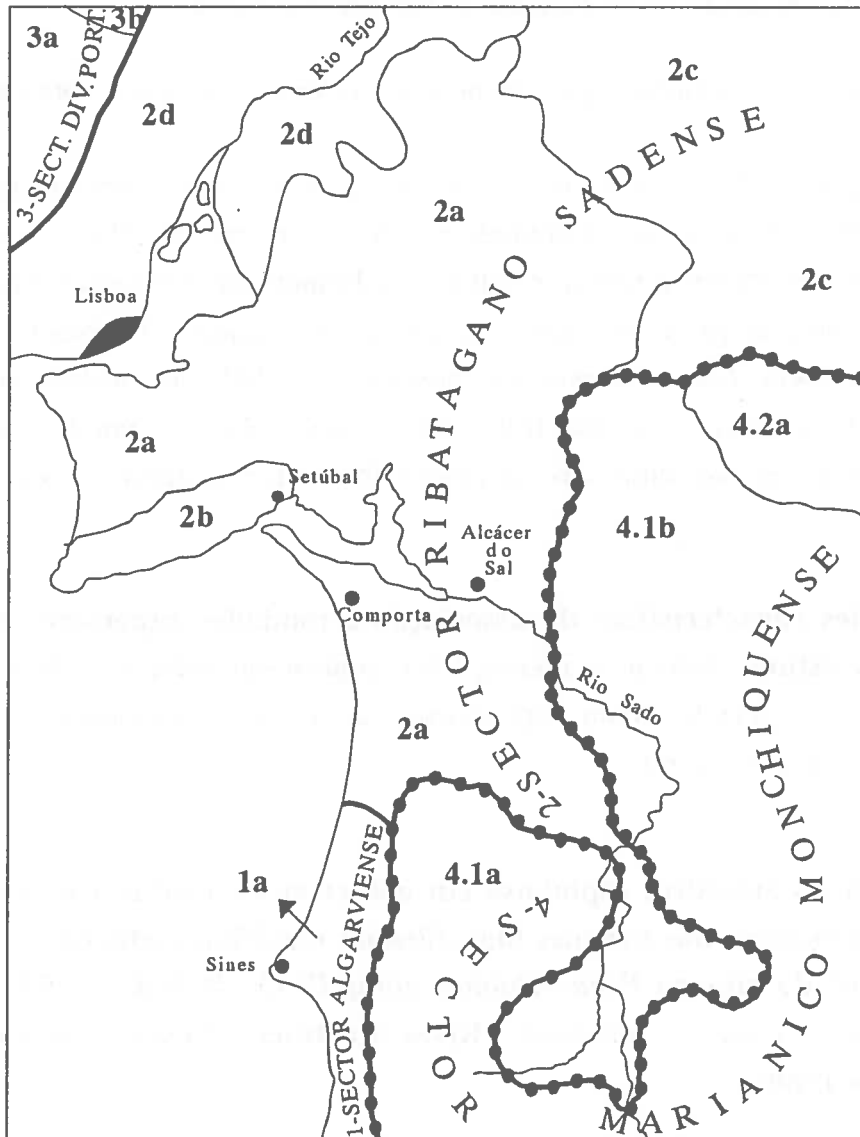 3a
3b
3-SECT. DIV.PORT.
2d
Rio Tejo
2d
2c
2a
2c
Lisboa
2-SECTOR RIBATAGANO SADENSE
4.2a
2a
Setúbal
2b
4.1b
Alcácer
do
Sal
Comporta
Rio Sado
2a
1a
4.1a
Sines
1-SECTOR ALGARVIENSE
4-SECTOR MARIANICO MONCHIQUENSE